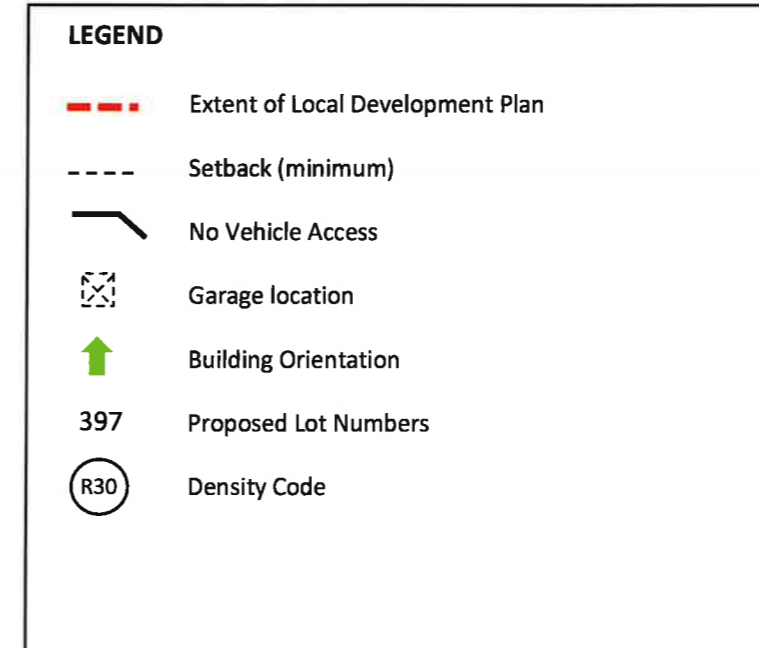 LEGEND
Extent of Local Development Plan
Setback (minimum)
No Vehicle Access
Garage location
Building Orientation
397 Proposed Lot Numbers
R30 Density Code